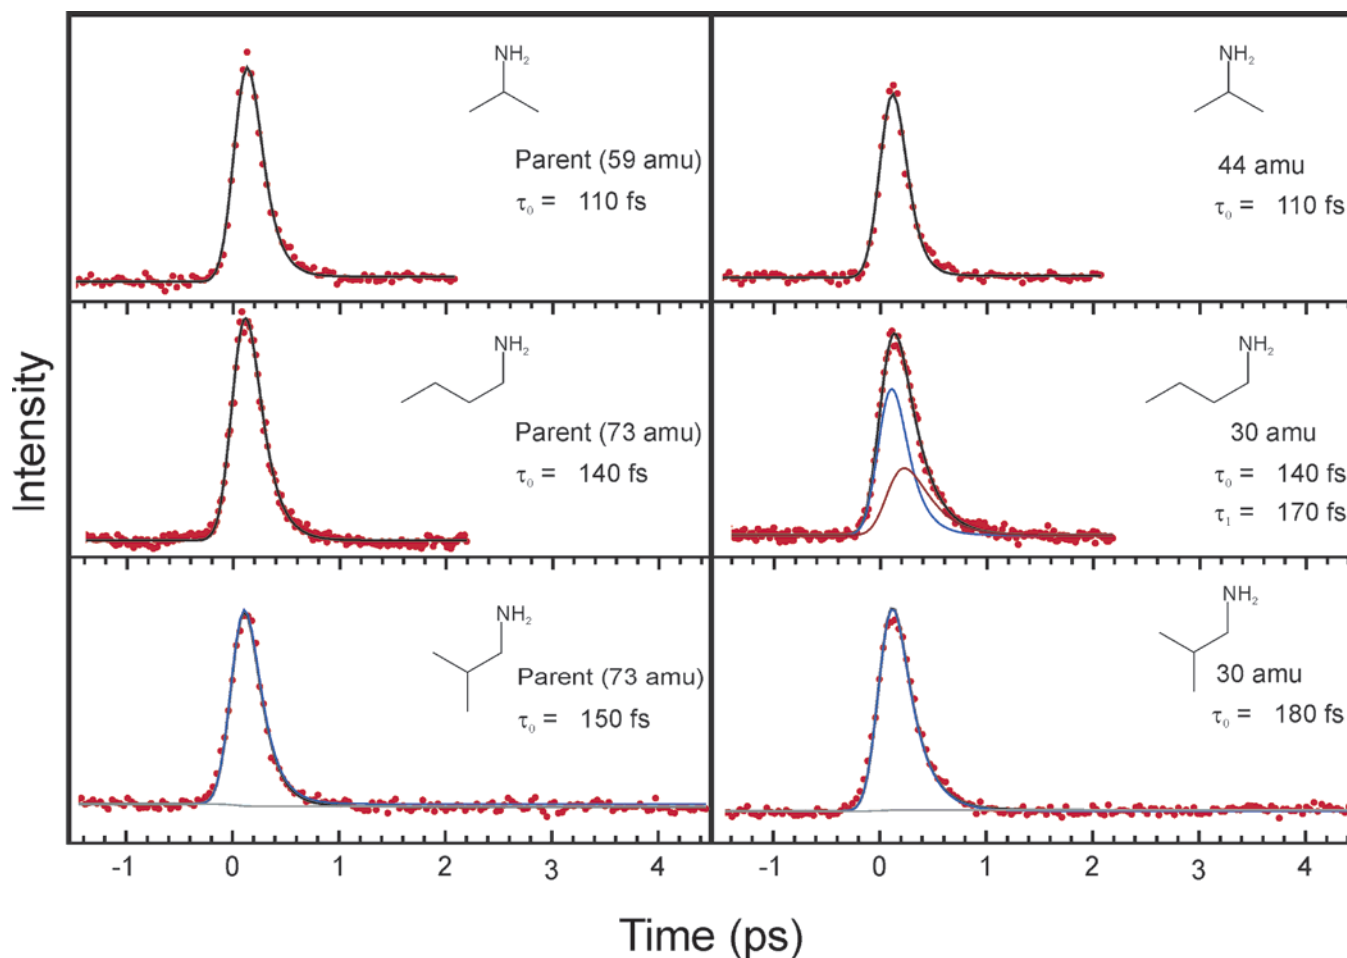 Intensity
NH₂
Parent (59 amu)
τ₀ = 110 fs
NH₂
44 amu
τ₀ = 110 fs
NH₂
Parent (73 amu)
τ₀ = 140 fs
NH₂
30 amu
τ₀ = 140 fs
τ₁ = 170 fs
NH₂
Parent (73 amu)
τ₀ = 150 fs
NH₂
30 amu
τ₀ = 180 fs
-1 0 1 2 3 4
-1 0 1 2 3 4
Time (ps)